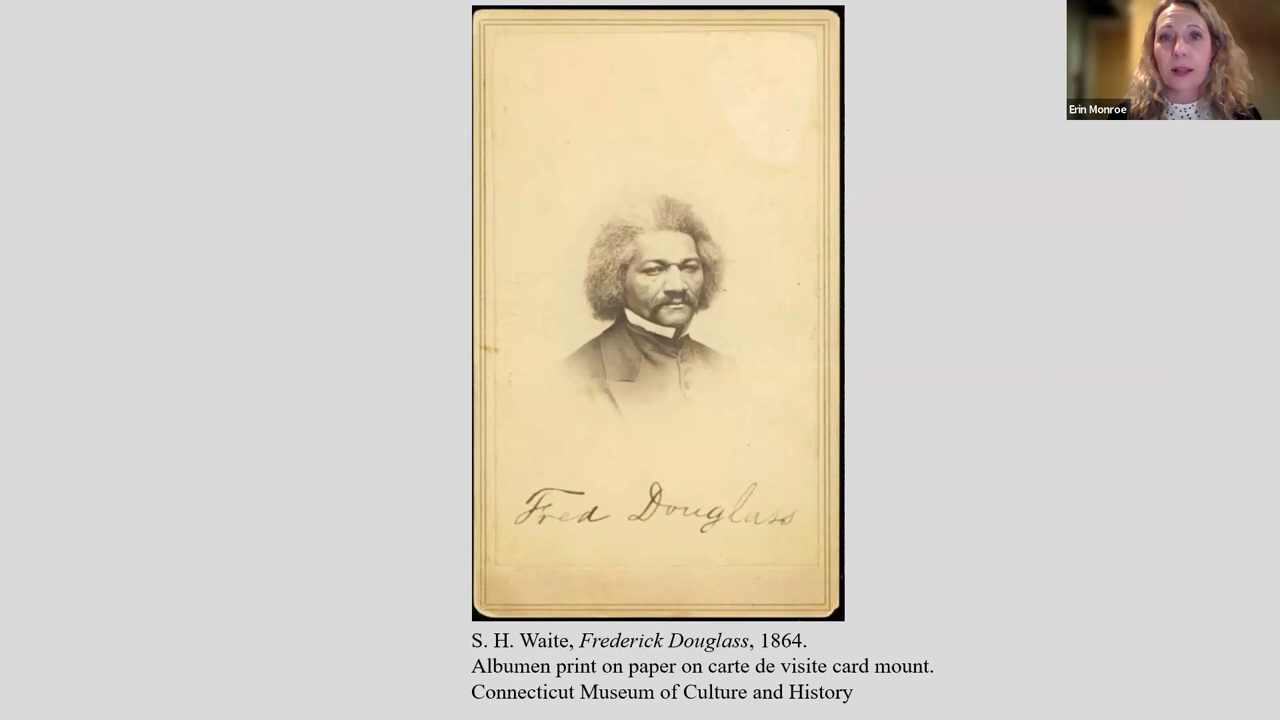 Erin Monroe
Fred Douglass
S. H. Waite, Frederick Douglass, 1864.
Albumen print on paper on carte de visite card mount.
Connecticut Museum of Culture and History